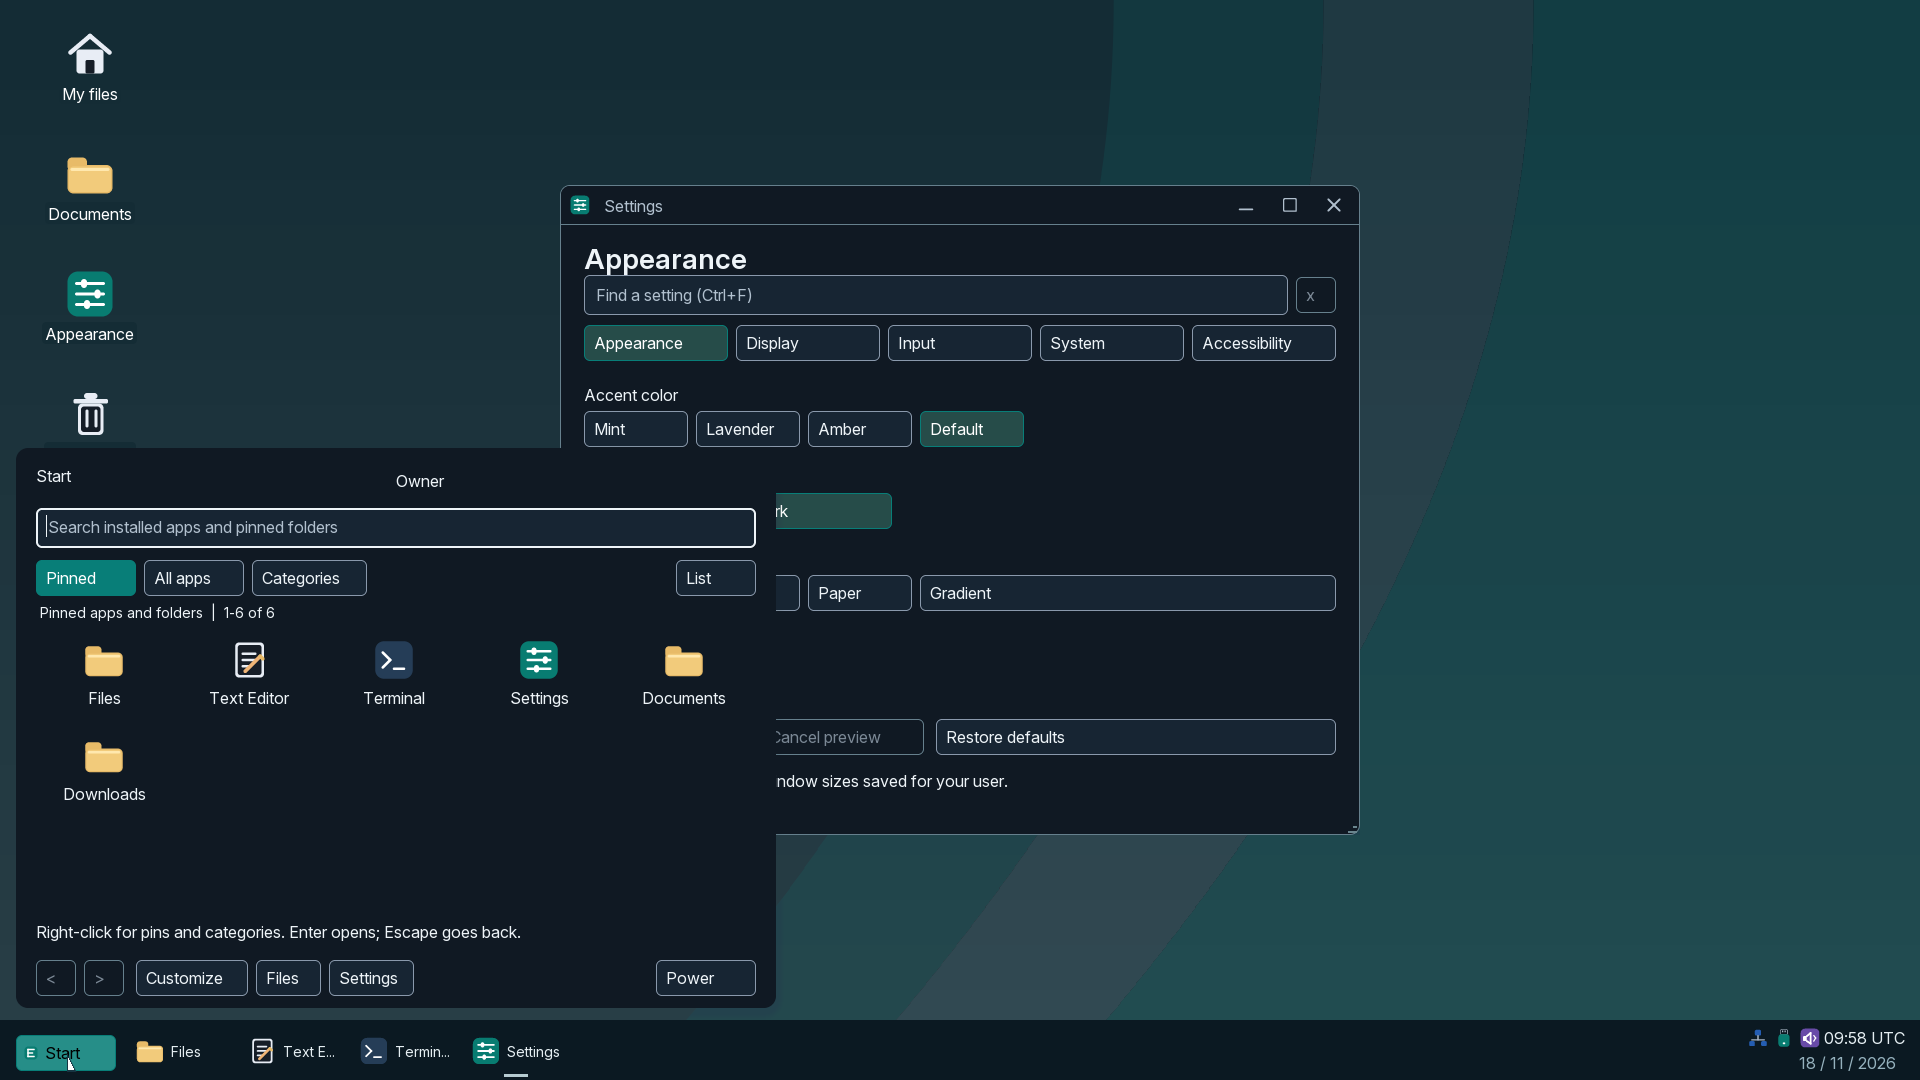 My files
Documents
Appearance
Settings
Appearance
Find a setting (Ctrl+F)
x
Appearance
Display
Input
System
Accessibility
Accent color
Mint
Lavender
Amber
Default
rk
Paper
Gradient
Cancel preview
Restore defaults
ndow sizes saved for your user.
Start
Owner
Search installed apps and pinned folders
Pinned
All apps
Categories
List
Pinned apps and folders | 1-6 of 6
Files
Text Editor
Terminal
Settings
Documents
Downloads
Right-click for pins and categories. Enter opens; Escape goes back.
<
>
Customize
Files
Settings
Power
E
Start
Files
Text E...
Termin...
Settings
09:58 UTC
18 / 11 / 2026